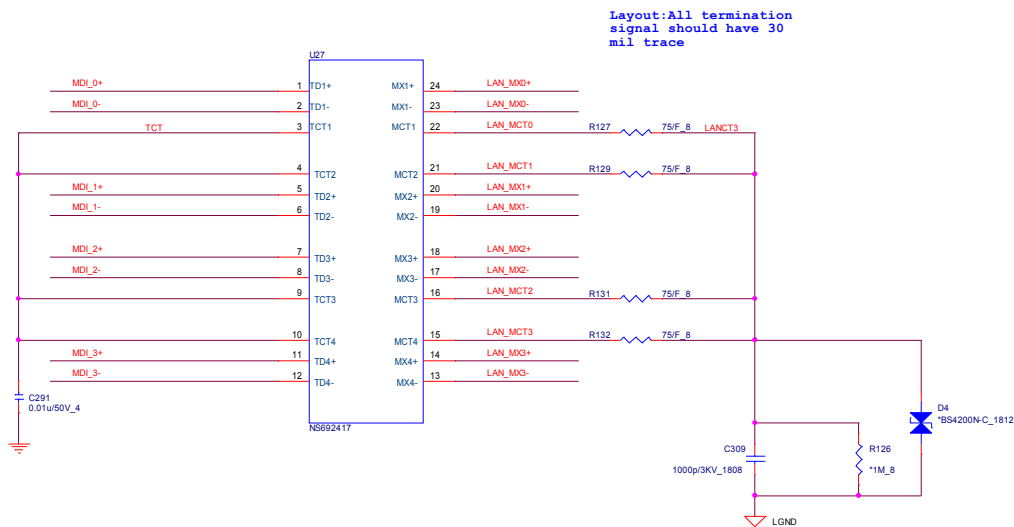 Layout:All termination
signal should have 30
mil trace
U27
MDI_0+ 1 TD1+ MX1+ 24 LAN_MX0+
MDI_0- 2 TD1- MX1- 23 LAN_MX0-
TCT 3 TCT1 MCT1 22 LAN_MCT0 R127 75/F_8 LANCT3
4 TCT2 MCT2 21 LAN_MCT1 R129 75/F_8
MDI_1+ 5 TD2+ MX2+ 20 LAN_MX1+
MDI_1- 6 TD2- MX2- 19 LAN_MX1-
MDI_2+ 7 TD3+ MX3+ 18 LAN_MX2+
MDI_2- 8 TD3- MX3- 17 LAN_MX2-
9 TCT3 MCT3 16 LAN_MCT2 R131 75/F_8
10 TCT4 MCT4 15 LAN_MCT3 R132 75/F_8
MDI_3+ 11 TD4+ MX4+ 14 LAN_MX3+
MDI_3- 12 TD4- MX4- 13 LAN_MX3-
C291
0.01u/50V_4
NS692417
D4
*BS4200N-C_1812
C309
1000p/3KV_1808
R126
*1M_8
LGND